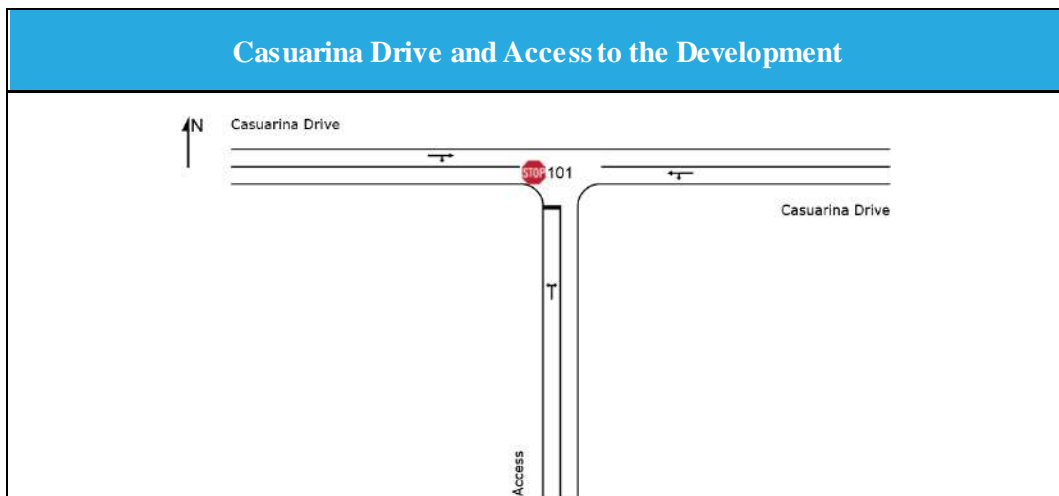 Casuarina Drive and Access to the Development
N
Casuarina Drive
STOP 101
Casuarina Drive
Access